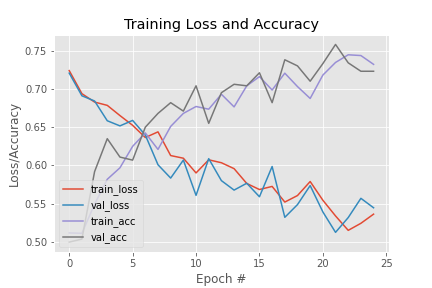 Training Loss and Accuracy
Loss/Accuracy
0.75
0.70
0.65
0.60
0.55
0.50
train_loss
val_loss
train_acc
val_acc
0 5 10 15 20 25
Epoch #